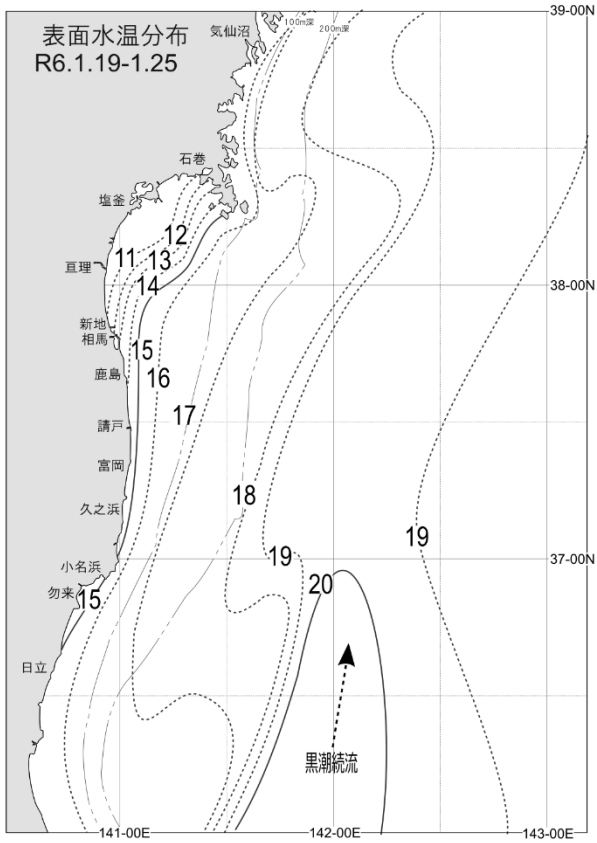 39-00N
表面水温分布
R6.1.19-1.25
気仙沼
100m深
200m深
石巻
塩釜
12
11
13
亘理
38-00N
14
新地
相馬
15
鹿島
16
17
請戸
富岡
18
久之浜
19
19
37-00N
小名浜
20
勿来
15
日立
黒潮続流
141-00E
142-00E
143-00E